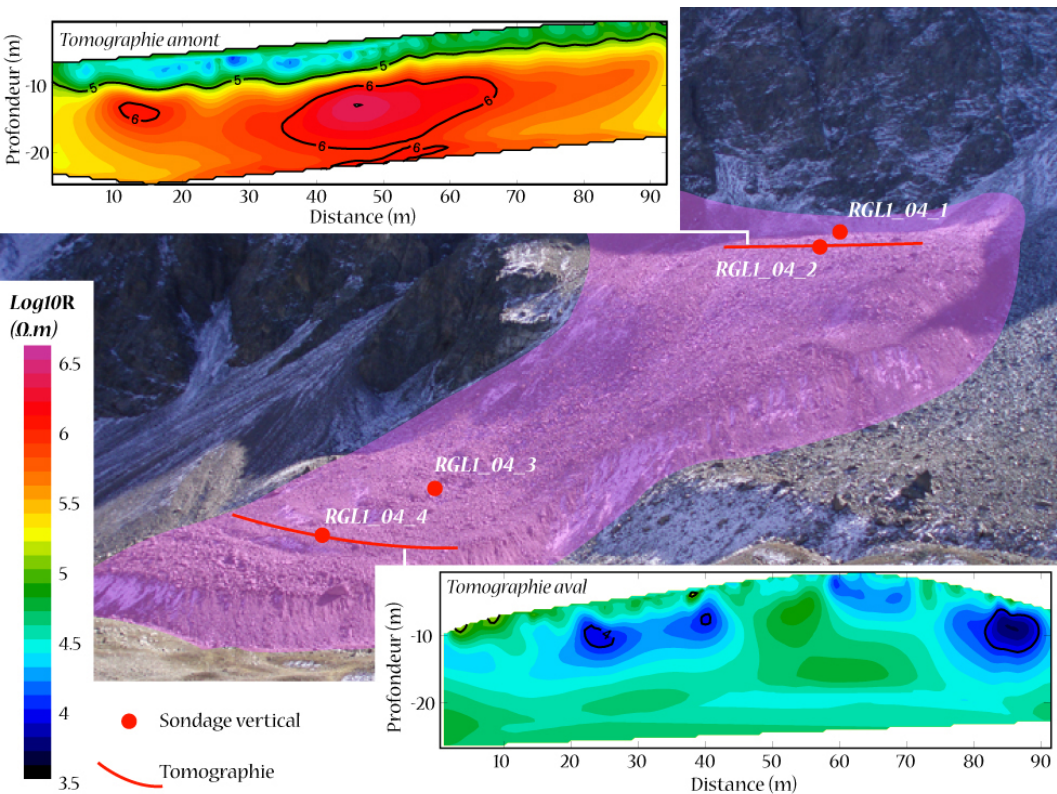 Tomographie amont
Profondeur (m)
-10
-20
5
5
5
6
6
6
6
6
10
20
30
40
50
60
70
80
90
Distance (m)
RGL1_04_1
RGL1_04_2
Log10R
(Ω.m)
6.5
6
5.5
5
4.5
4
3.5
RGL1_04_3
RGL1_04_4
Tomographie aval
Profondeur (m)
-10
-20
4
10
20
30
40
50
60
70
80
90
Distance (m)
Sondage vertical
Tomographie